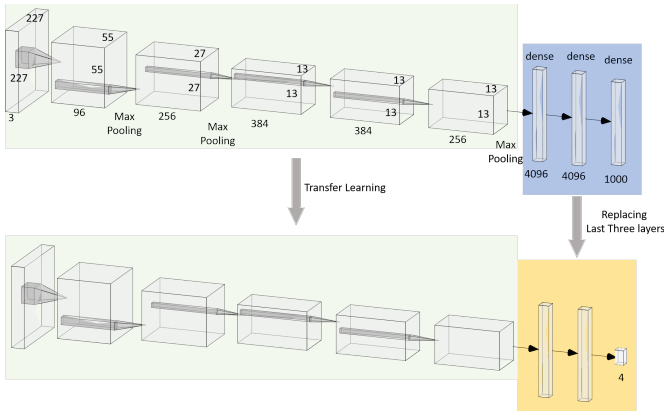 227
227
3
55
55
96
Max
Pooling
27
27
256
Max
Pooling
13
13
384
13
13
384
13
13
256
Max
Pooling
dense
dense
dense
4096
4096
1000
Transfer Learning
Replacing
Last Three layers
4